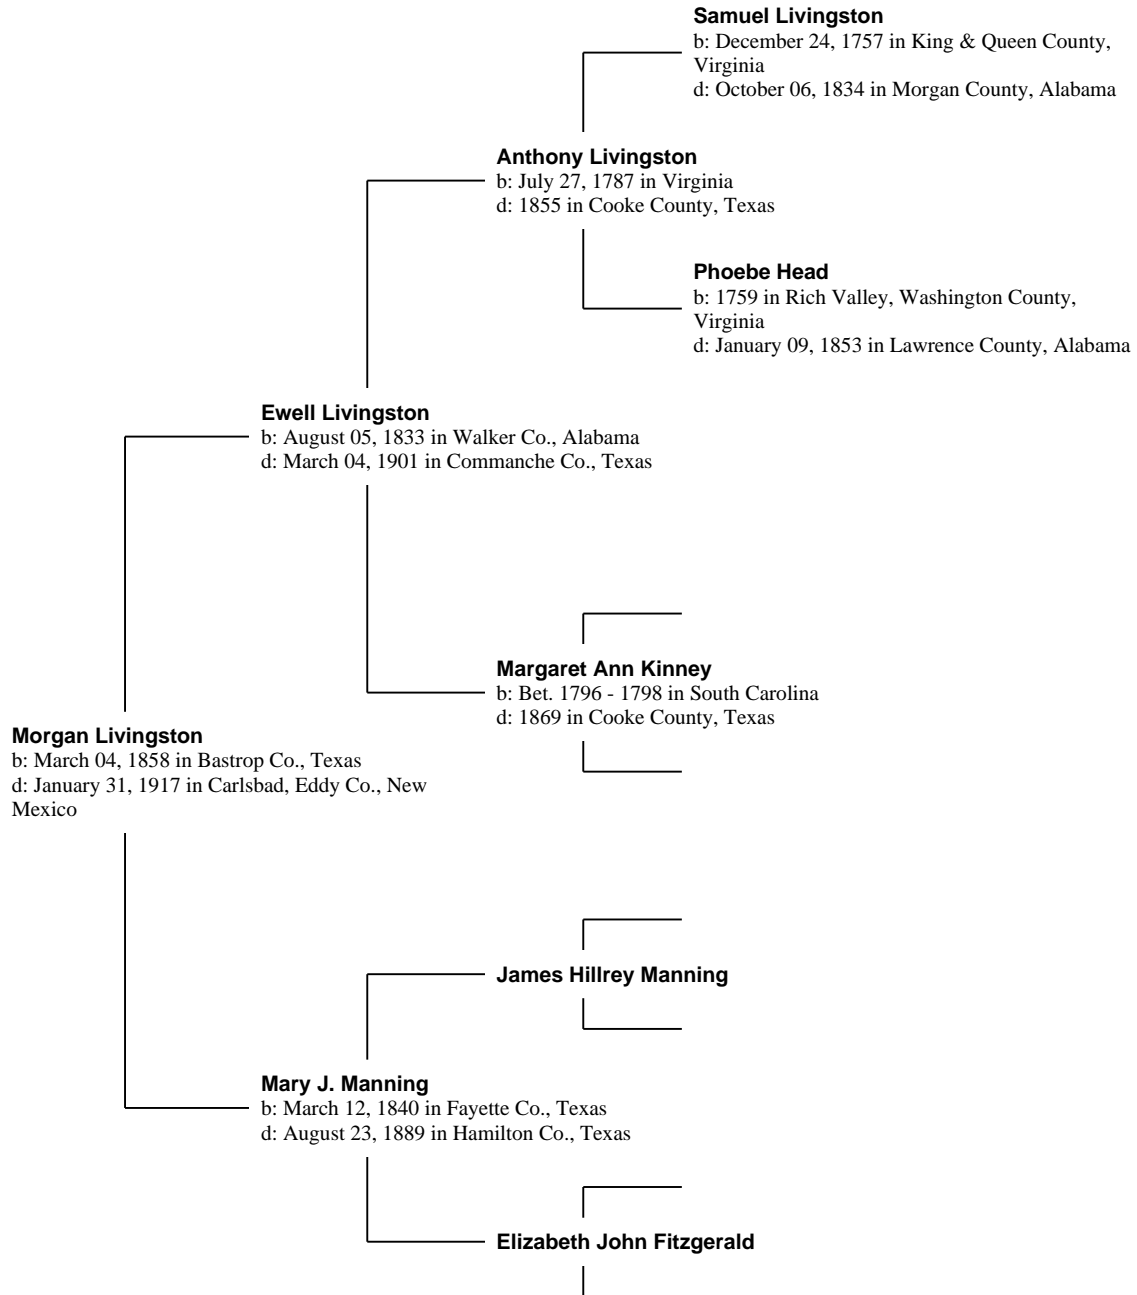 Samuel Livingston
b: December 24, 1757 in King & Queen County,
Virginia
d: October 06, 1834 in Morgan County, Alabama
Anthony Livingston
b: July 27, 1787 in Virginia
d: 1855 in Cooke County, Texas
Phoebe Head
b: 1759 in Rich Valley, Washington County,
Virginia
d: January 09, 1853 in Lawrence County, Alabama
Ewell Livingston
b: August 05, 1833 in Walker Co., Alabama
d: March 04, 1901 in Commanche Co., Texas
Margaret Ann Kinney
b: Bet. 1796 - 1798 in South Carolina
d: 1869 in Cooke County, Texas
Morgan Livingston
b: March 04, 1858 in Bastrop Co., Texas
d: January 31, 1917 in Carlsbad, Eddy Co., New
Mexico
James Hillrey Manning
Mary J. Manning
b: March 12, 1840 in Fayette Co., Texas
d: August 23, 1889 in Hamilton Co., Texas
Elizabeth John Fitzgerald